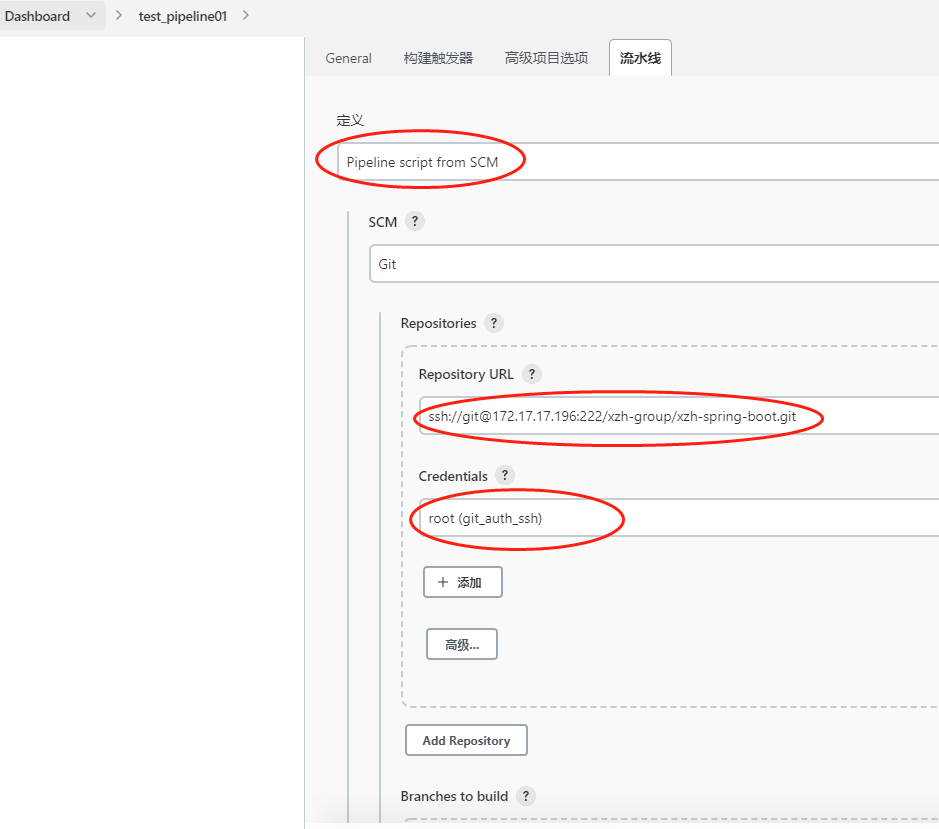 Dashboard test_pipeline01
General 构建触发器 高级项目选项 流水线
定义
Pipeline script from SCM
SCM ?
Git
Repositories ?
Repository URL ?
ssh://git@172.17.17.196:222/xzh-group/xzh-spring-boot.git
Credentials ?
root (git_auth_ssh)
+ 添加
高级...
Add Repository
Branches to build ?